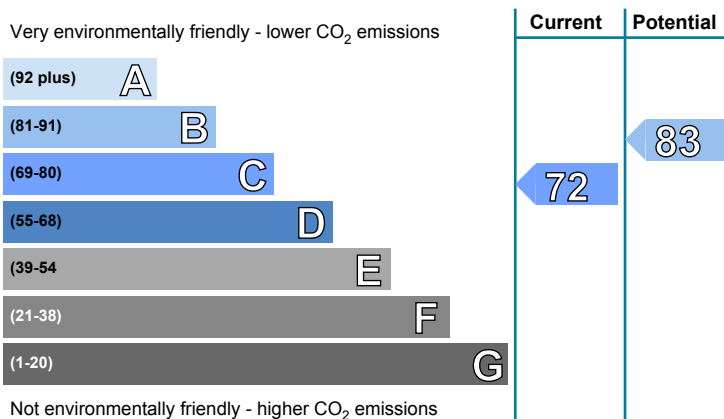 Very environmentally friendly - lower CO2 emissions
Current
Potential
(92 plus) A
(81-91) B
(69-80) C
(55-68) D
(39-54 E
(21-38) F
(1-20) G
83
72
Not environmentally friendly - higher CO2 emissions